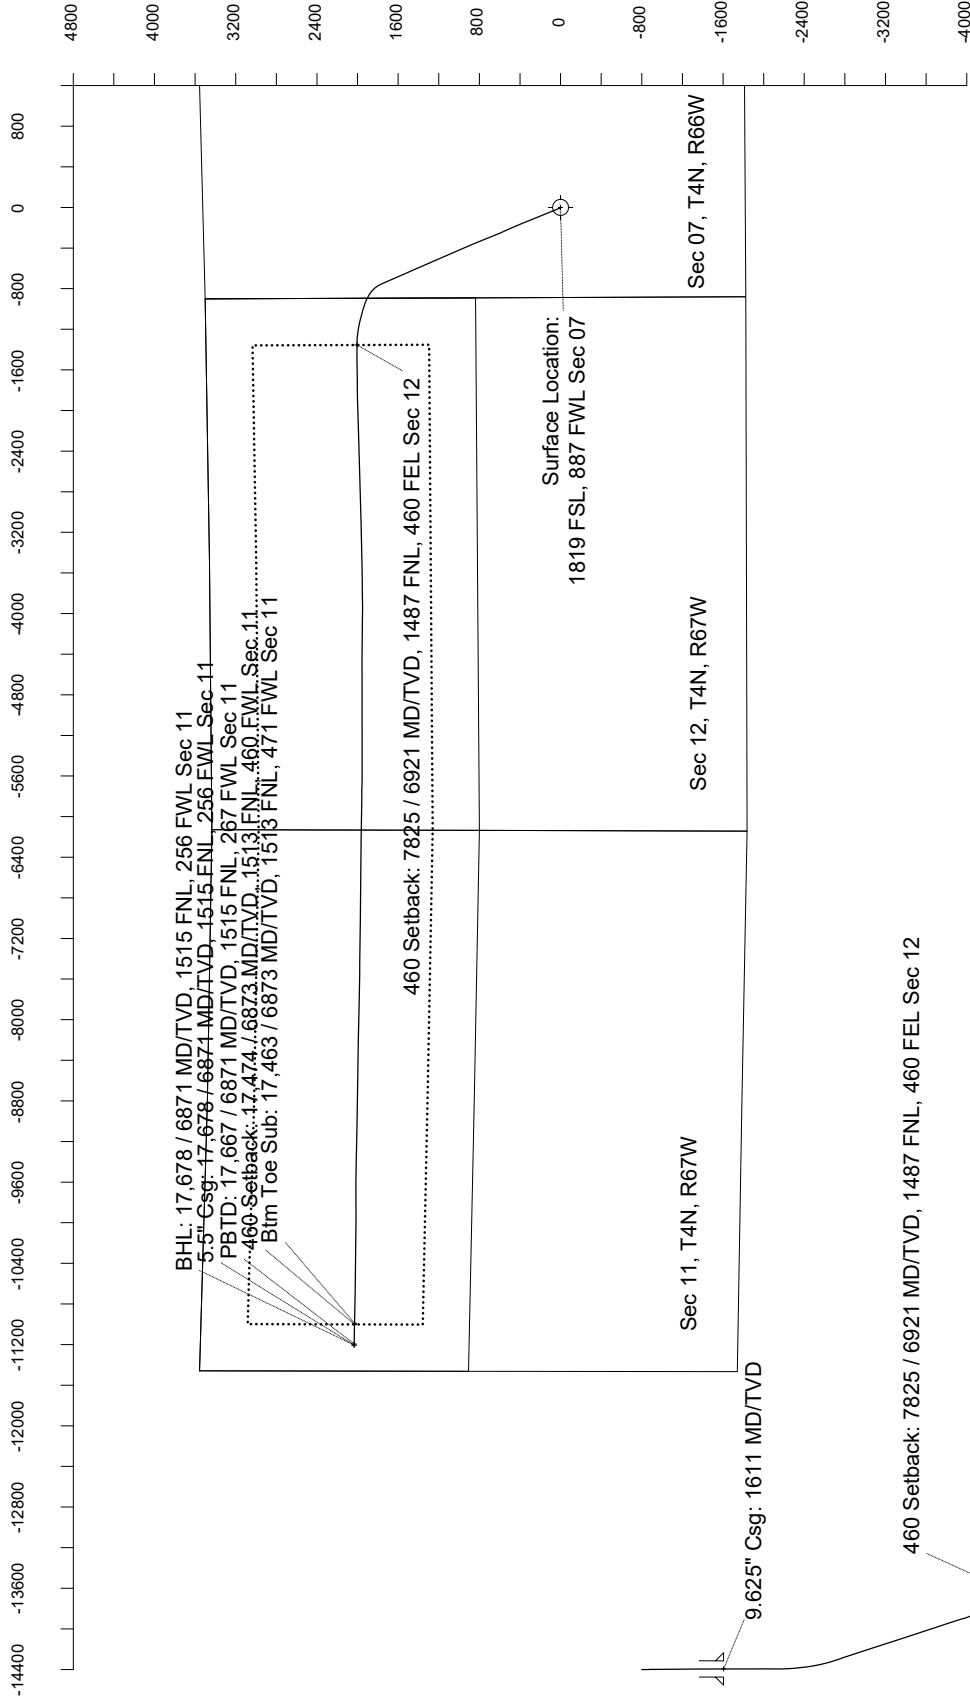 4800
3200
2400
1600
800
0
-800
-1600
-2400
-3200
-4000
800
0
-800
-1600
-2400
-3200
-4000
-4800
-5600
-6400
-7200
-8000
-8800
-9600
-10400
-11200
-12000
-12800
-13600
-14400
BHL: 17,678 / 6871 MD/TVD, 1515 FNL, 256 FWL Sec 11
5.5" Csg: 17,678 / 6871 MD/TVD, 1515 FNL, 256 FWL Sec 11
PBTD: 17,667 / 6871 MD/TVD, 1515 FNL, 267 FWL Sec 11
460 Setback: 17,474 / 6873 MD/TVD, 1513 FNL, 460 FWL Sec 11
Btm Toe Sub: 17,463 / 6873 MD/TVD, 1513 FNL, 471 FWL Sec 11
460 Setback: 7825 / 6921 MD/TVD, 1487 FNL, 460 FEL Sec 12
Surface Location:
1819 FSL, 887 FWL Sec 07
Sec 07, T4N, R66W
Sec 12, T4N, R67W
Sec 11, T4N, R67W
9.625" Csg: 1611 MD/TVD
460 Setback: 7825 / 6921 MD/TVD, 1487 FNL, 460 FEL Sec 12